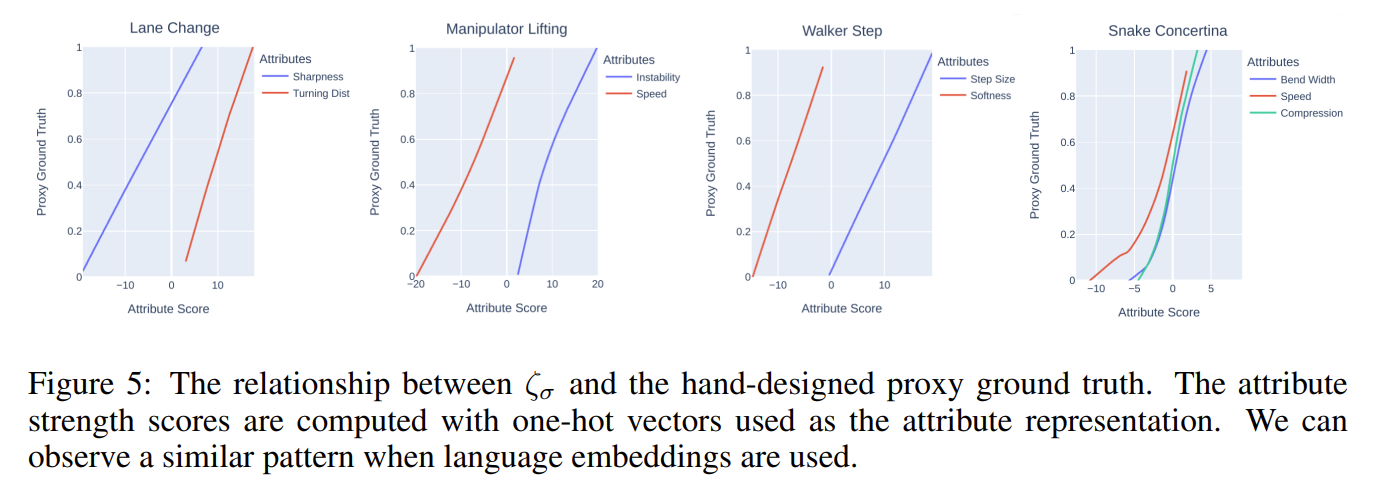 Lane Change
Proxy Ground Truth
1
0.8
0.6
0.4
0.2
0
−10
0
10
Attribute Score
Attributes
Sharpness
Turning Dist
Manipulator Lifting
Proxy Ground Truth
1
0.8
0.6
0.4
0.2
0
−20
−10
0
10
20
Attribute Score
Attributes
Instability
Speed
Walker Step
Proxy Ground Truth
1
0.8
0.6
0.4
0.2
0
−10
0
10
Attribute Score
Attributes
Step Size
Softness
Snake Concertina
Proxy Ground Truth
1
0.8
0.6
0.4
0.2
0
−10
−5
0
5
Attribute Score
Attributes
Bend Width
Speed
Compression
Figure 5: The relationship between ζσ and the hand-designed proxy ground truth. The attribute
strength scores are computed with one-hot vectors used as the attribute representation. We can
observe a similar pattern when language embeddings are used.